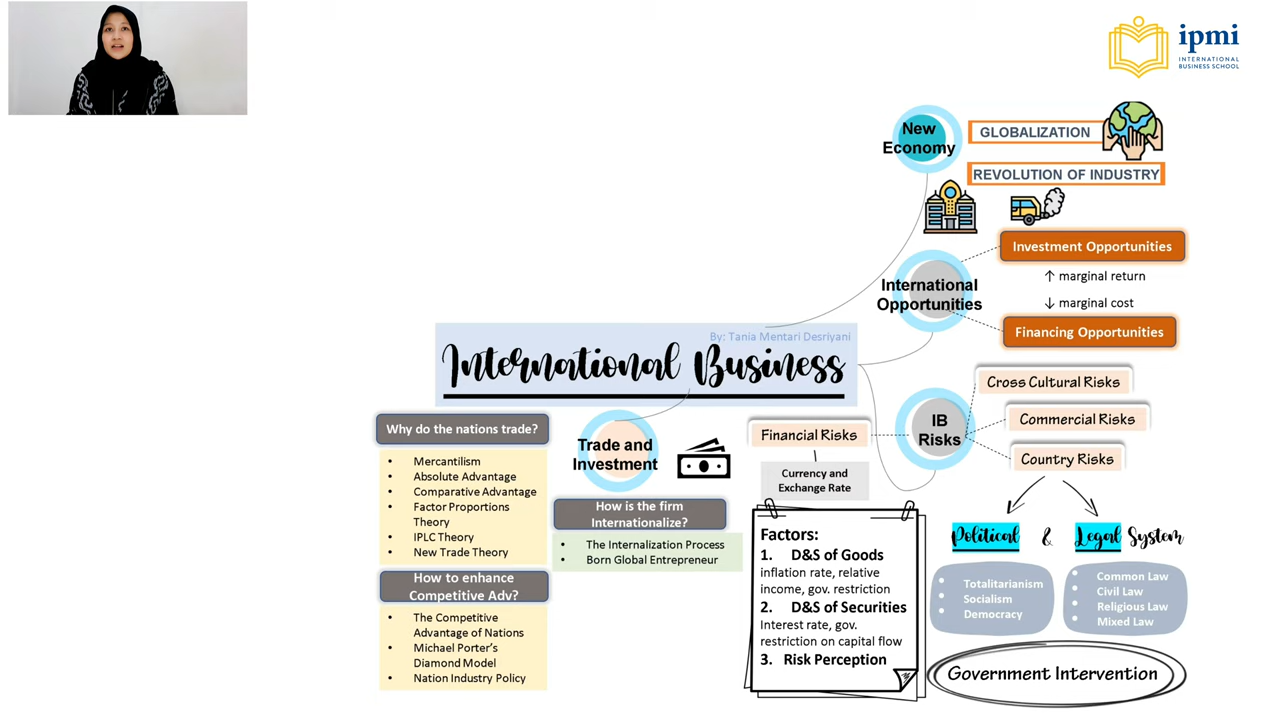 ipmi
INTERNATIONAL
BUSINESS SCHOOL
New
Economy
GLOBALIZATION
REVOLUTION OF INDUSTRY
International
Opportunities
Investment Opportunities
↑ marginal return
↓ marginal cost
Financing Opportunities
By: Tania Mentari Desriyani
International Business
IB
Risks
Cross Cultural Risks
Commercial Risks
Country Risks
Financial Risks
Currency and
Exchange Rate
Why do the nations trade?
• Mercantilism
• Absolute Advantage
• Comparative Advantage
• Factor Proportions
Theory
• IPLC Theory
• New Trade Theory
How to enhance
Competitive Adv?
• The Competitive
Advantage of Nations
• Michael Porter's
Diamond Model
• Nation Industry Policy
Trade and
Investment
How is the firm
Internationalize?
• The Internalization Process
• Born Global Entrepreneur
Factors:
1. D&S of Goods
inflation rate, relative
income, gov. restriction
2. D&S of Securities
Interest rate, gov.
restriction on capital flow
3. Risk Perception
Political & Legal System
• Totalitarianism
• Socialism
• Democracy
• Common Law
• Civil Law
• Religious Law
• Mixed Law
Government Intervention